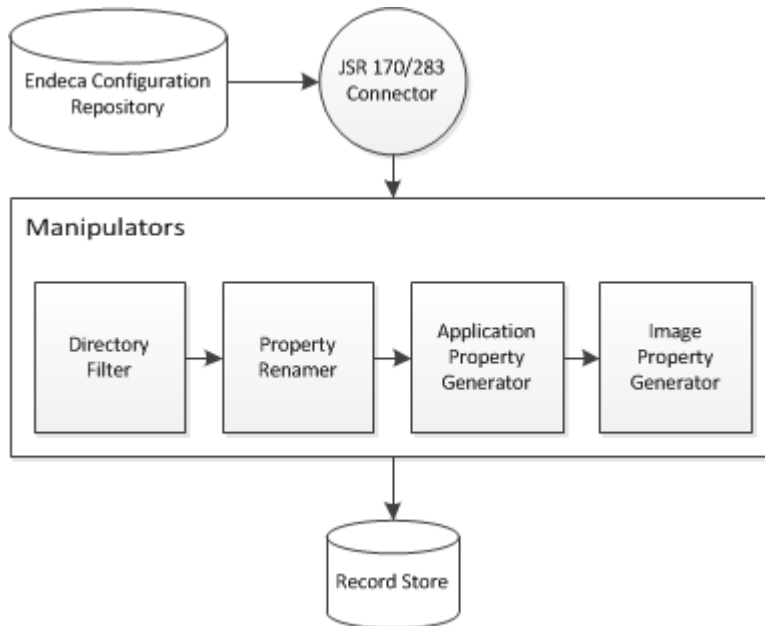 Endeca Configuration
Repository
JSR 170/283
Connector
Manipulators
Directory
Filter
Property
Renamer
Application
Property
Generator
Image
Property
Generator
Record Store